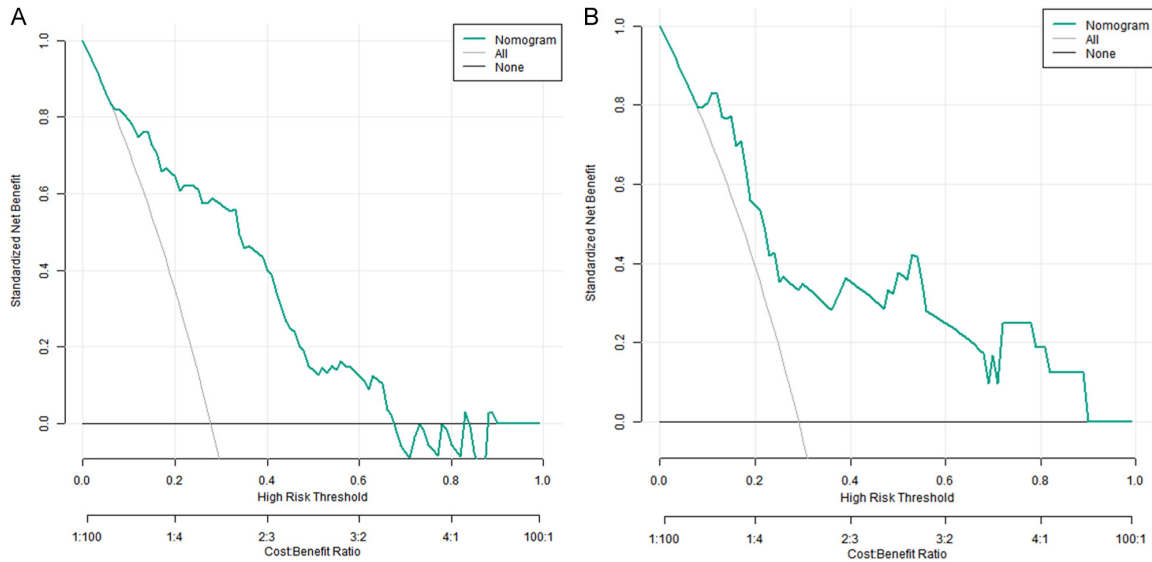 A
Nomogram
All
None
Standardized Net Benefit
1.0
0.8
0.6
0.4
0.2
0.0
0.0 0.2 0.4 0.6 0.8 1.0
High Risk Threshold
1:100 1:4 2:3 3:2 4:1 100:1
Cost:Benefit Ratio
B
Nomogram
All
None
Standardized Net Benefit
1.0
0.8
0.6
0.4
0.2
0.0
0.0 0.2 0.4 0.6 0.8 1.0
High Risk Threshold
1:100 1:4 2:3 3:2 4:1 100:1
Cost:Benefit Ratio